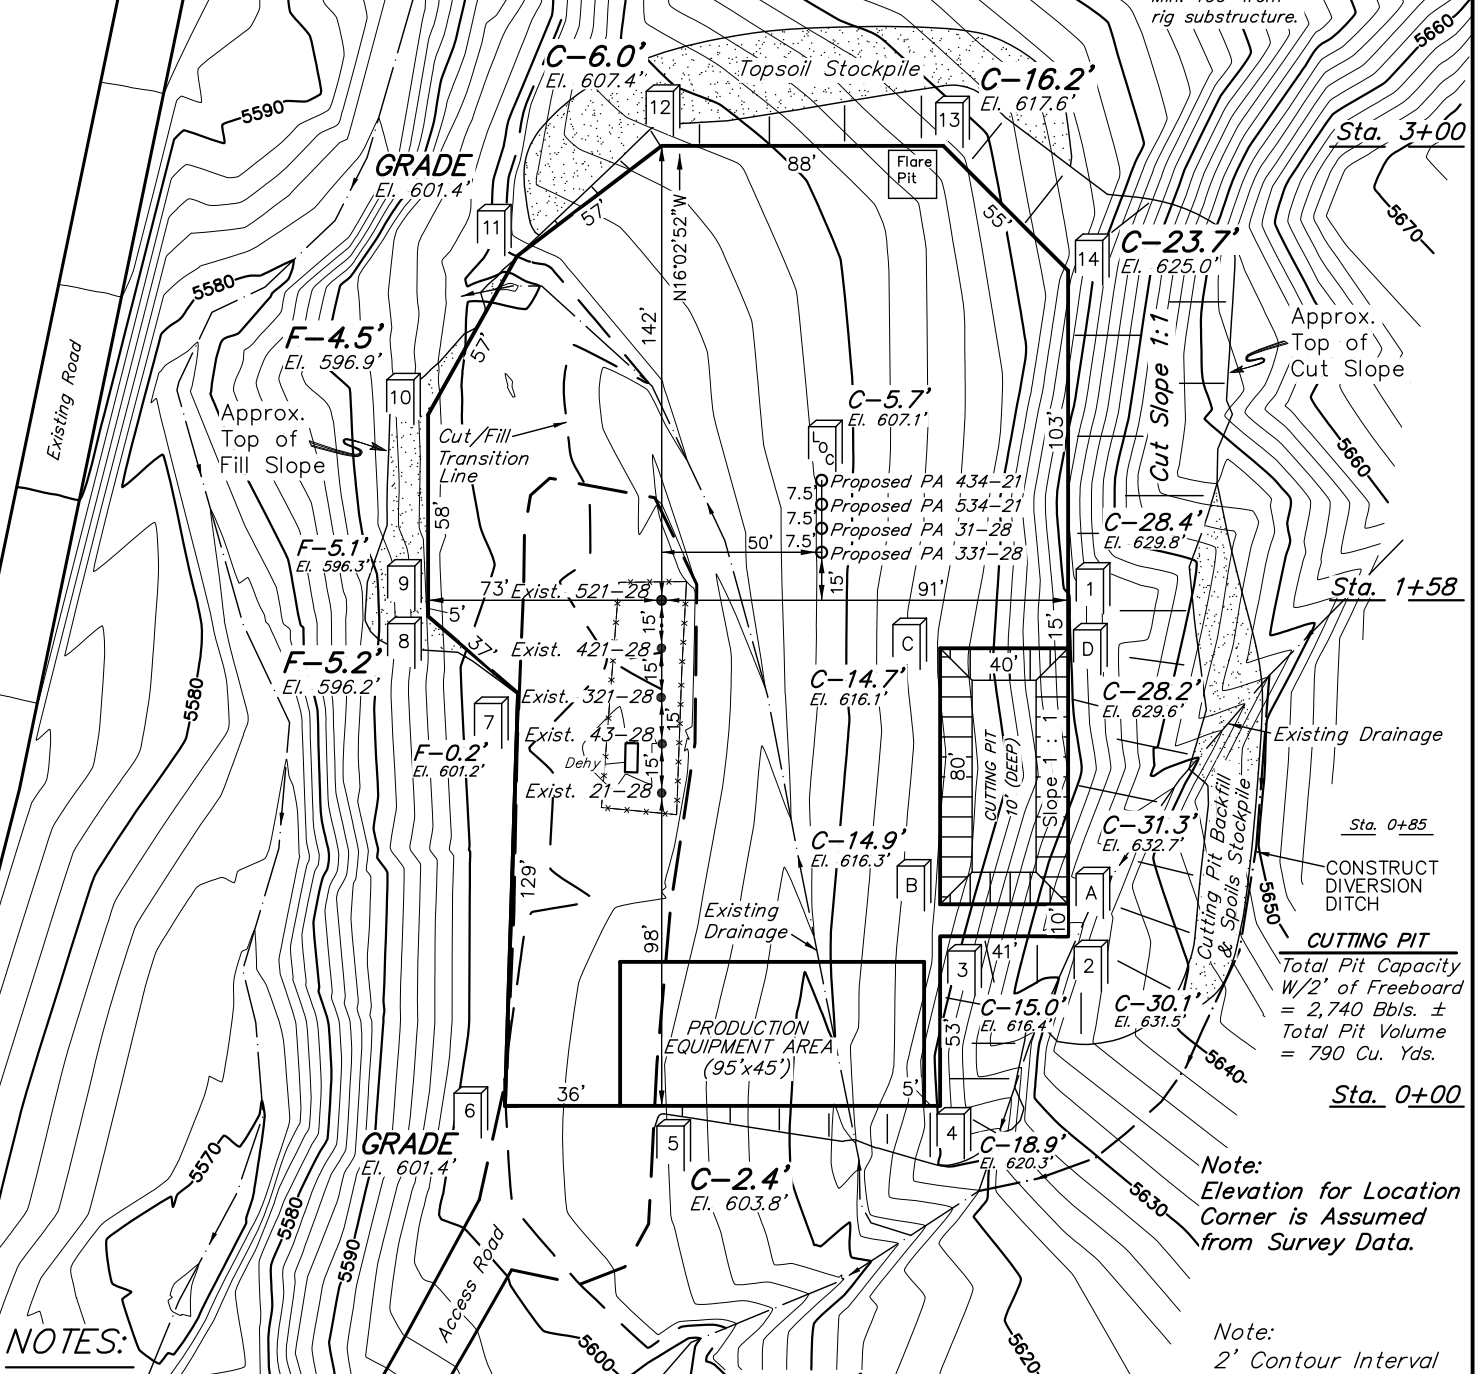 rig substructure.
5660
C-6.0'
El. 607.4'
Topsoil Stockpile
C-16.2'
El. 617.6'
12
13
5590
Sta. 3+00
GRADE
El. 601.4'
88'
Flare
Pit
57'
55'
11
N16°02'52"W
5670
14
C-23.7'
El. 625.0'
5580
142'
F-4.5'
El. 596.9'
57'
Cut Slope 1:1
Approx.
Top of
Cut Slope
Existing Road
10
Approx.
Top of
Fill Slope
Cut/Fill
Transition
Line
C-5.7'
El. 607.1'
LOC
103'
5660
Proposed PA 434-21
7.5'
Proposed PA 534-21
7.5'
Proposed PA 31-28
7.5'
Proposed PA 331-28
50'
15'
58'
C-28.4'
El. 629.8'
F-5.1'
El. 596.3'
9
73'
Exist. 521-28
91'
1
Sta. 1+58
5'
15'
15'
8
37'
Exist. 421-28
C
D
F-5.2'
El. 596.2'
15'
40'
C-14.7'
El. 616.1'
C-28.2'
El. 629.6'
Exist. 321-28
5580
7
15'
Exist. 43-28
Existing Drainage
F-0.2'
El. 601.2'
Dehy
15'
80'
CUTTING PIT
10' (DEEP)
Slope 1 : 1
Exist. 21-28
C-14.9'
El. 616.3'
C-31.3'
El. 632.7'
Cutting Pit Backfill
& Spoils Stockpile
Sta. 0+85
CONSTRUCT
DIVERSION
DITCH
129'
B
A
5650
Existing
Drainage
10'
98'
41'
3
2
CUTTING PIT
Total Pit Capacity
W/2' of Freeboard
= 2,740 Bbls. ±
Total Pit Volume
= 790 Cu. Yds.
C-15.0'
El. 616.4'
C-30.1'
El. 631.5'
PRODUCTION
EQUIPMENT AREA
(95'x45')
53'
5640
36'
5'
Sta. 0+00
6
5
4
GRADE
El. 601.4'
C-18.9'
El. 620.3'
5570
C-2.4'
El. 603.8'
5630
Note:
Elevation for Location
Corner is Assumed
from Survey Data.
5580
5590
Access Road
NOTES:
5600
5620
Note:
2' Contour Interval